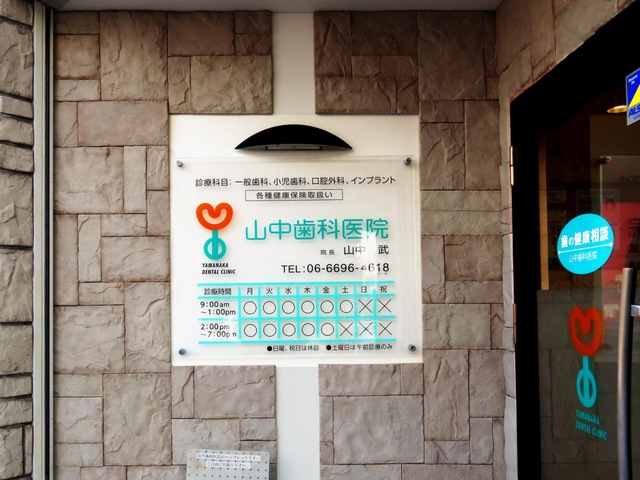 診療科目：一般歯科、小児歯科、口腔外科、インプラント
各種健康保険取扱い
山中歯科医院
院長 山中 武
TEL:06-6696-4618
YAMANAKA
DENTAL CLINIC
診療時間 月 火 水 木 金 土 日 祝
9:00am ～1:00pm ○ ○ ○ ○ ○ ○ × ×
2:00pm ～7:00pm ○ ○ ○ ○ ○ × × ×
●日曜、祝日は休診 ●土曜日は午前診療のみ
歯の健康相談
山中歯科医院
YAMANAKA
DENTAL CLINIC